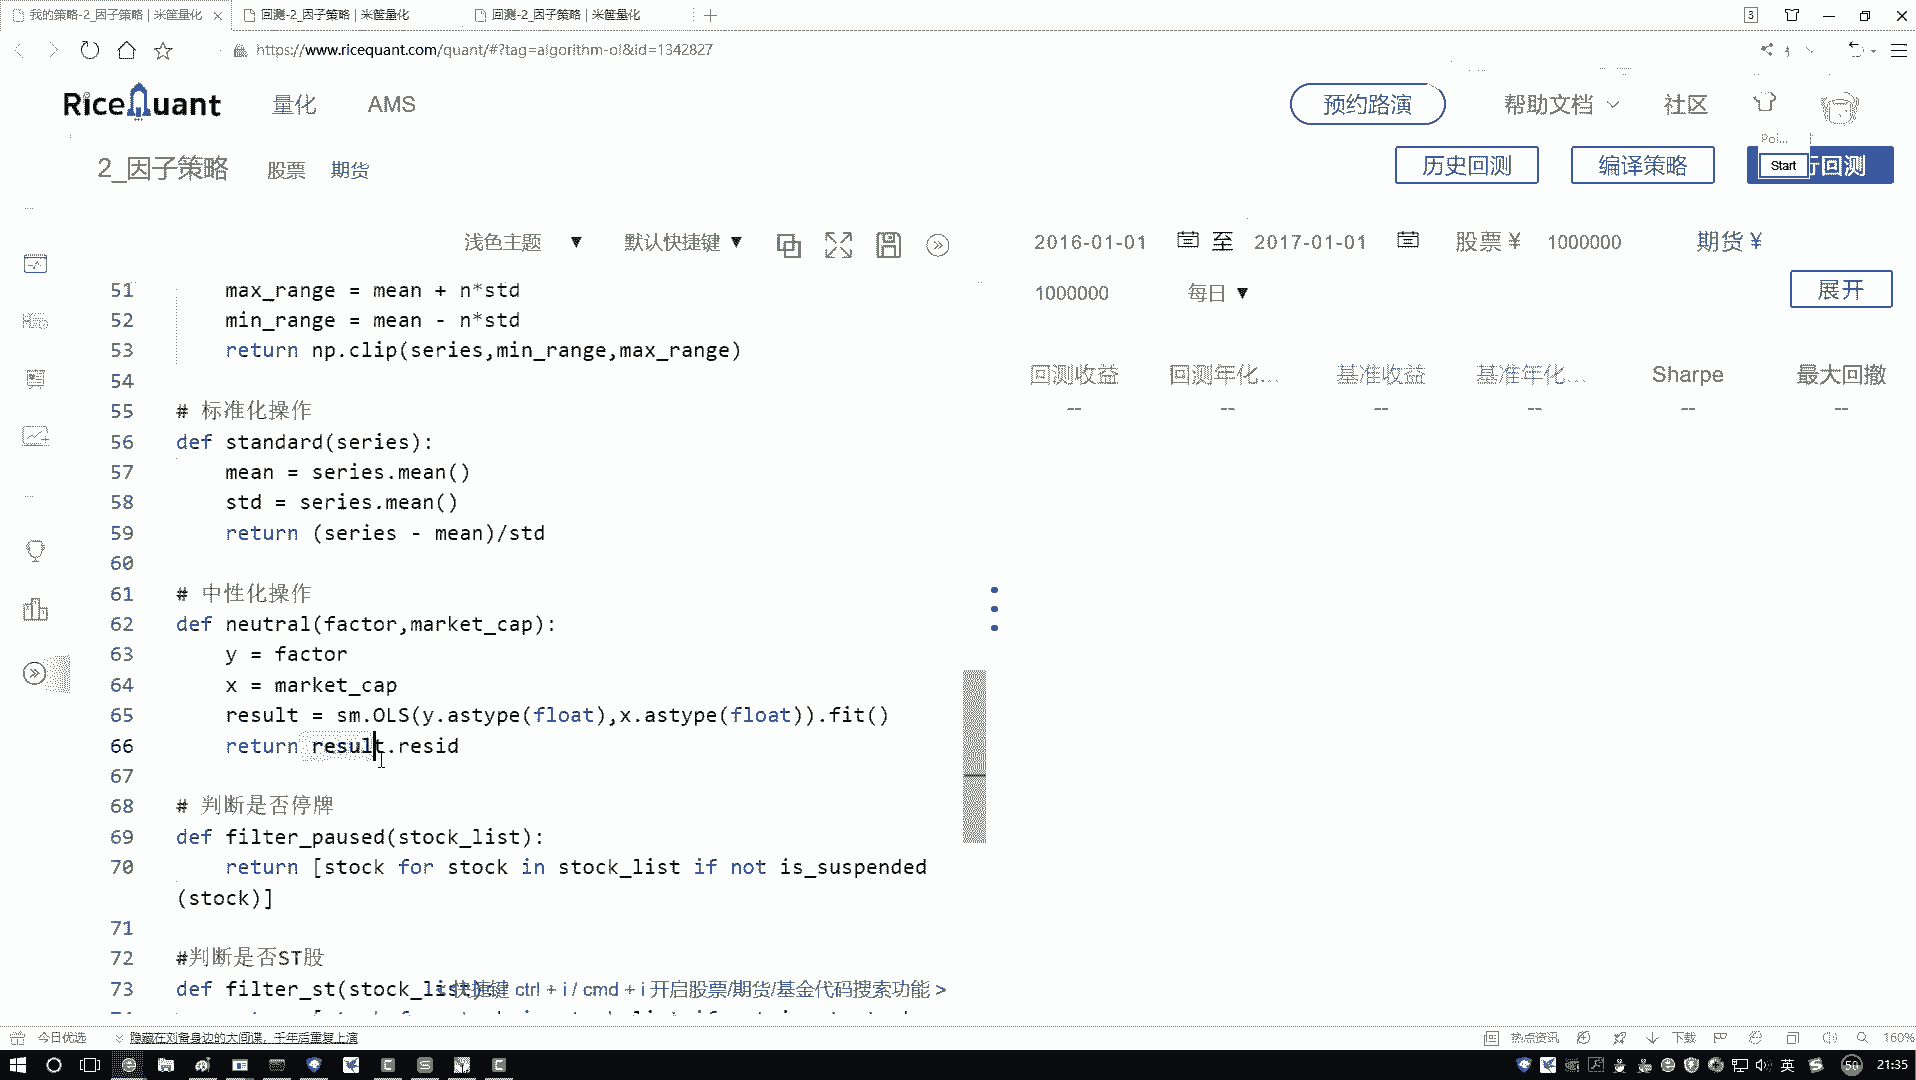 我的策略-2_因子策略 | 米筐量化
回测-2_因子策略 | 米筐量化
回测-2_因子策略 | 米筐量化
3
https://www.ricequant.com/quant/#?tag=algorithm-ol&id=1342827
RiceQuant
量化
AMS
预约路演
帮助文档
社区
Poi...
2_因子策略
股票
期货
历史回测
编译策略
Start
回测
浅色主题 ▼
默认快捷键 ▼
2016-01-01
至
2017-01-01
股票 ¥
1000000
期货 ¥
1000000
每日 ▼
展开
回测收益
回测年化...
基准收益
基准年化...
Sharpe
最大回撤
--
--
--
--
--
--
51 max_range = mean + n*std
52 min_range = mean - n*std
53 return np.clip(series,min_range,max_range)
54
55 # 标准化操作
56 def standard(series):
57 mean = series.mean()
58 std = series.mean()
59 return (series - mean)/std
60
61 # 中性化操作
62 def neutral(factor,market_cap):
63 y = factor
64 x = market_cap
65 result = sm.OLS(y.astype(float),x.astype(float)).fit()
66 return result.resid
67
68 # 判断是否停牌
69 def filter_paused(stock_list):
70 return [stock for stock in stock_list if not is_suspended
(stock)]
71
72 #判断是否ST股
73 def filter_st(stock_list
快捷键 ctrl + i / cmd + i 开启股票/期货/基金代码搜索功能 >
今日优选
隐藏在刘备身边的大间谍，千年后重复上演
热点资讯
下载
160%
英
50
21:35